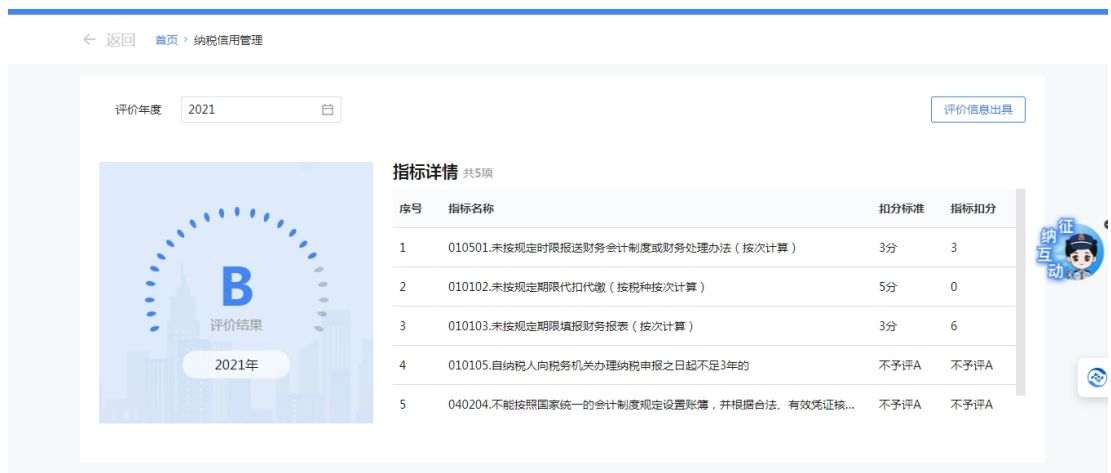 返回 首页 > 纳税信用管理
评价年度 2021 评价信息出具
指标详情 共5项
序号 指标名称 扣分标准 指标扣分
1 010501.未按规定时限报送财务会计制度或财务处理办法（按次计算） 3分 3
2 010102.未按规定期限代扣代缴（按税种按次计算） 5分 0
3 010103.未按规定期限填报财务报表（按次计算） 3分 6
4 010105.自纳税人向税务机关办理纳税申报之日起不足3年的 不予评A 不予评A
5 040204.不能按照国家统一的会计制度规定设置账簿，并根据合法、有效凭证核... 不予评A 不予评A
B
评价结果
2021年
征纳互动